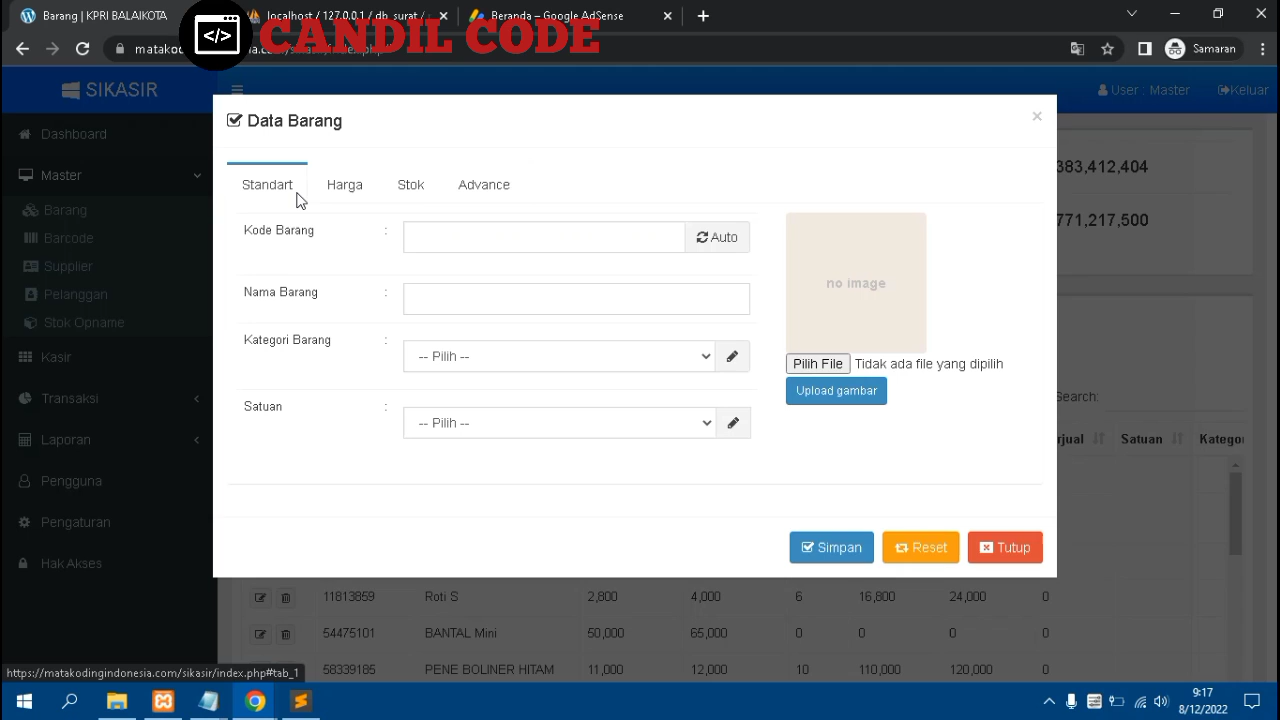 Barang | KPRI BALAIKOTA
localhost / 127.0.0.1 / db_surat /
Beranda – Google AdSense
</>
CANDIL CODE
Samaran
SIKASIR
User : Master
Keluar
Dashboard
Master
Barang
Barcode
Supplier
Pelanggan
Stok Opname
Kasir
Transaksi
Laporan
Pengguna
Pengaturan
Hak Akses
383,412,404
771,217,500
Search:
rjual
Satuan
Kategor
Data Barang
×
Standart
Harga
Stok
Advance
Kode Barang :
Auto
Nama Barang :
Kategori Barang :
-- Pilih --
Satuan :
-- Pilih --
no image
Pilih File Tidak ada file yang dipilih
Upload gambar
Simpan
Reset
Tutup
11813859 Roti S 2,800 4,000 6 16,800 24,000 0
54475101 BANTAL Mini 50,000 65,000 0 0 0 0
58339185 PENE BOLINER HITAM 11,000 12,000 10 110,000 120,000 0
https://matakodingindonesia.com/sikasir/index.php#tab_1
9:17
8/12/2022